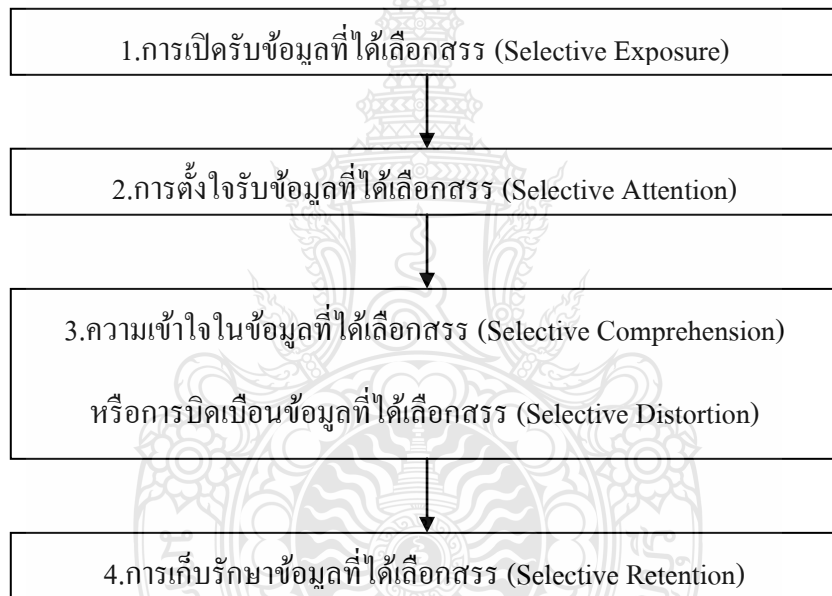 1.การเปิดรับข้อมูลที่ได้เลือกสรร (Selective Exposure)
2.การตั้งใจรับข้อมูลที่ได้เลือกสรร (Selective Attention)
3.ความเข้าใจในข้อมูลที่ได้เลือกสรร (Selective Comprehension)
หรือการบิดเบือนข้อมูลที่ได้เลือกสรร (Selective Distortion)
4.การเก็บรักษาข้อมูลที่ได้เลือกสรร (Selective Retention)